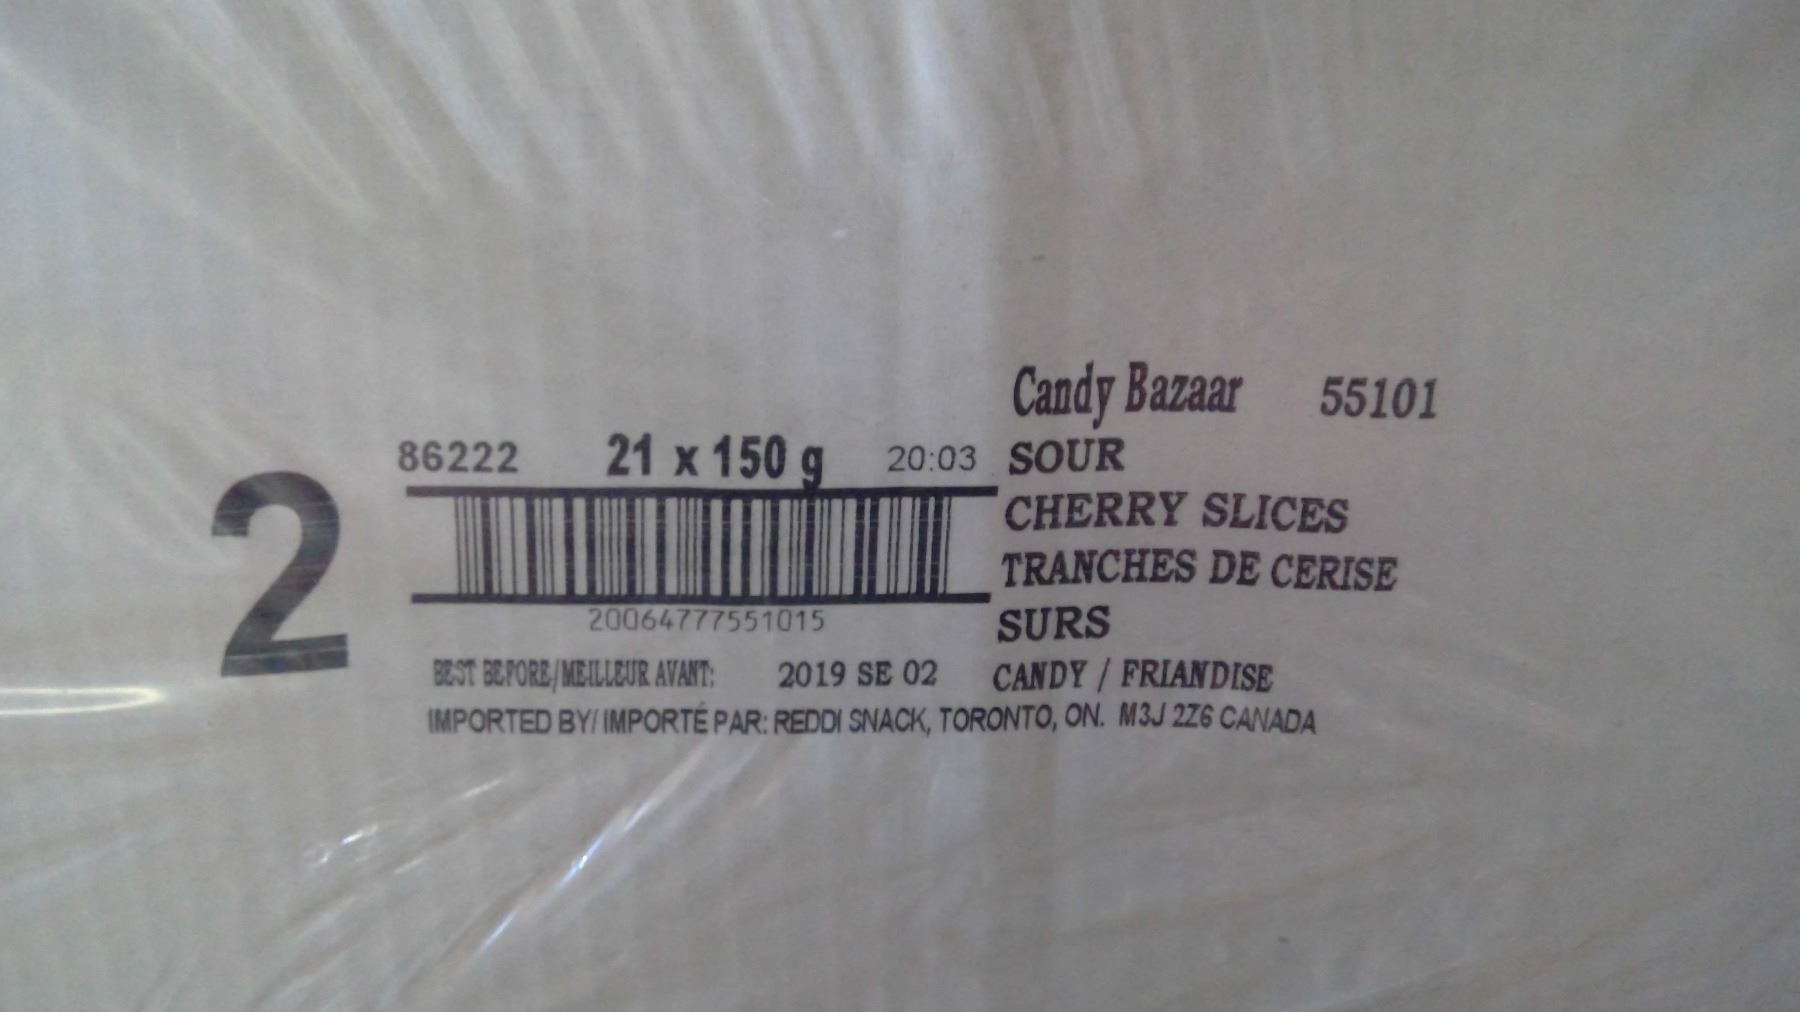 Candy Bazaar 55101
86222 21 x 150 g 20:03 SOUR
CHERRY SLICES
TRANCHES DE CERISE
SURS
2
20064777551015
BEST BEFORE/MEILLEUR AVANT: 2019 SE 02 CANDY / FRIANDISE
IMPORTED BY/ IMPORTÉ PAR: REDDI SNACK, TORONTO, ON. M3J 2Z6 CANADA